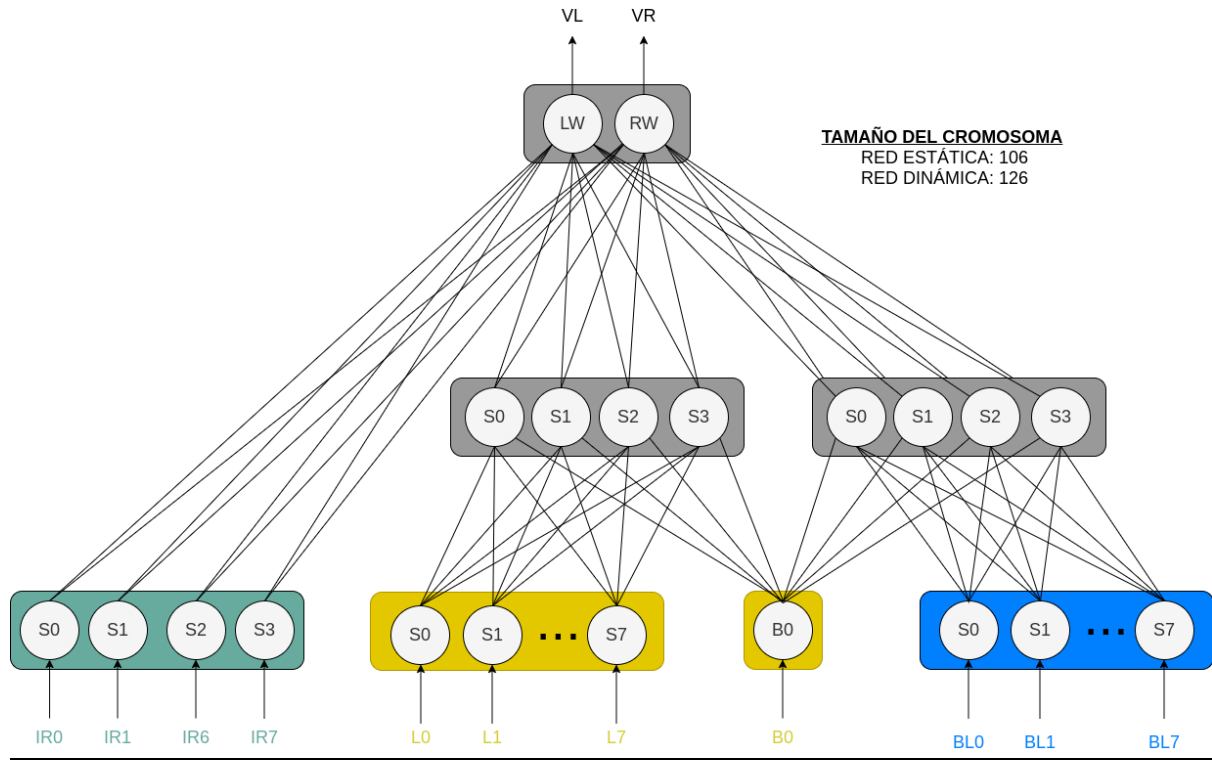 VL VR
LW RW
TAMAÑO DEL CROMOSOMA
RED ESTÁTICA: 106
RED DINÁMICA: 126
S0 S1 S2 S3 S0 S1 S2 S3
S0 S1 S2 S3 S0 S1 ... S7 B0 S0 S1 ... S7
IR0 IR1 IR6 IR7 L0 L1 L7 B0 BL0 BL1 BL7